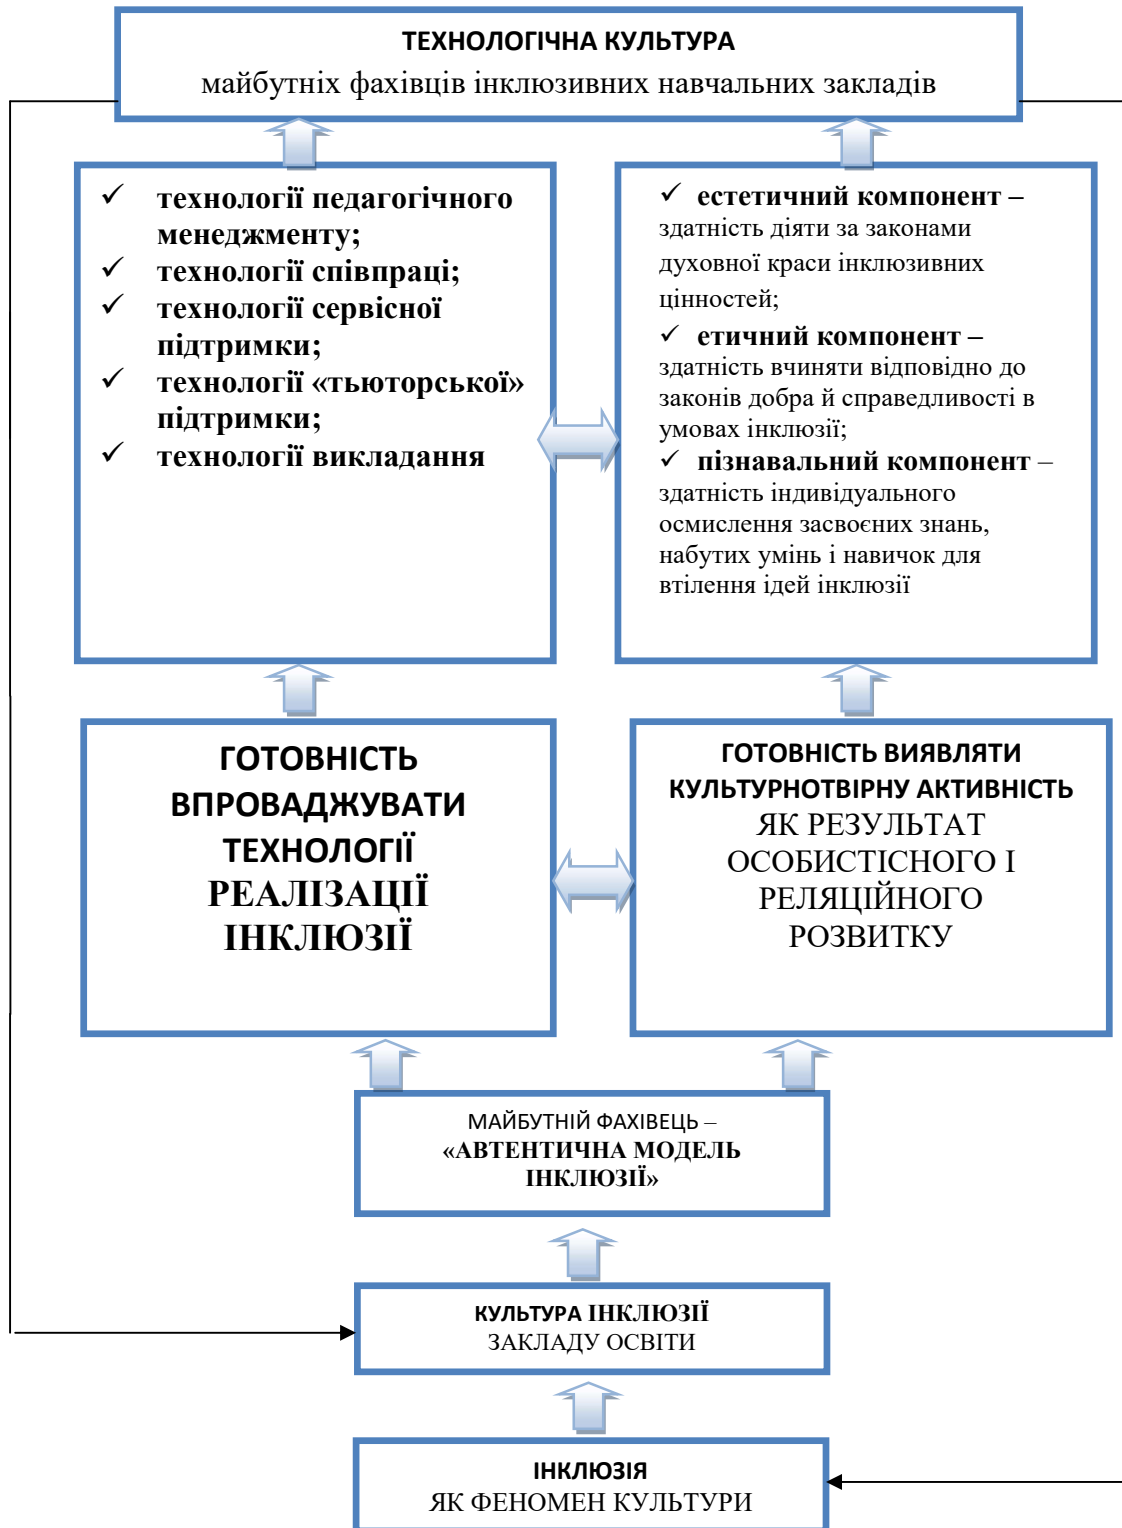 ТЕХНОЛОГІЧНА КУЛЬТУРА
майбутніх фахівців інклюзивних навчальних закладів
✓ технології педагогічного
менеджменту;
✓ технології співпраці;
✓ технології сервісної
підтримки;
✓ технології «тьюторської»
підтримки;
✓ технології викладання
✓ естетичний компонент –
здатність діяти за законами
духовної краси інклюзивних
цінностей;
✓ етичний компонент –
здатність вчиняти відповідно до
законів добра й справедливості в
умовах інклюзії;
✓ пізнавальний компонент –
здатність індивідуального
осмислення засвоєних знань,
набутих умінь і навичок для
втілення ідей інклюзії
ГОТОВНІСТЬ
ВПРОВАДЖУВАТИ
ТЕХНОЛОГІЇ
РЕАЛІЗАЦІЇ
ІНКЛЮЗІЇ
ГОТОВНІСТЬ ВИЯВЛЯТИ
КУЛЬТУРНОТВІРНУ АКТИВНІСТЬ
ЯК РЕЗУЛЬТАТ
ОСОБИСТІСНОГО І
РЕЛЯЦІЙНОГО
РОЗВИТКУ
МАЙБУТНІЙ ФАХІВЕЦЬ –
«АВТЕНТИЧНА МОДЕЛЬ
ІНКЛЮЗІЇ»
КУЛЬТУРА ІНКЛЮЗІЇ
ЗАКЛАДУ ОСВІТИ
ІНКЛЮЗІЯ
ЯК ФЕНОМЕН КУЛЬТУРИ